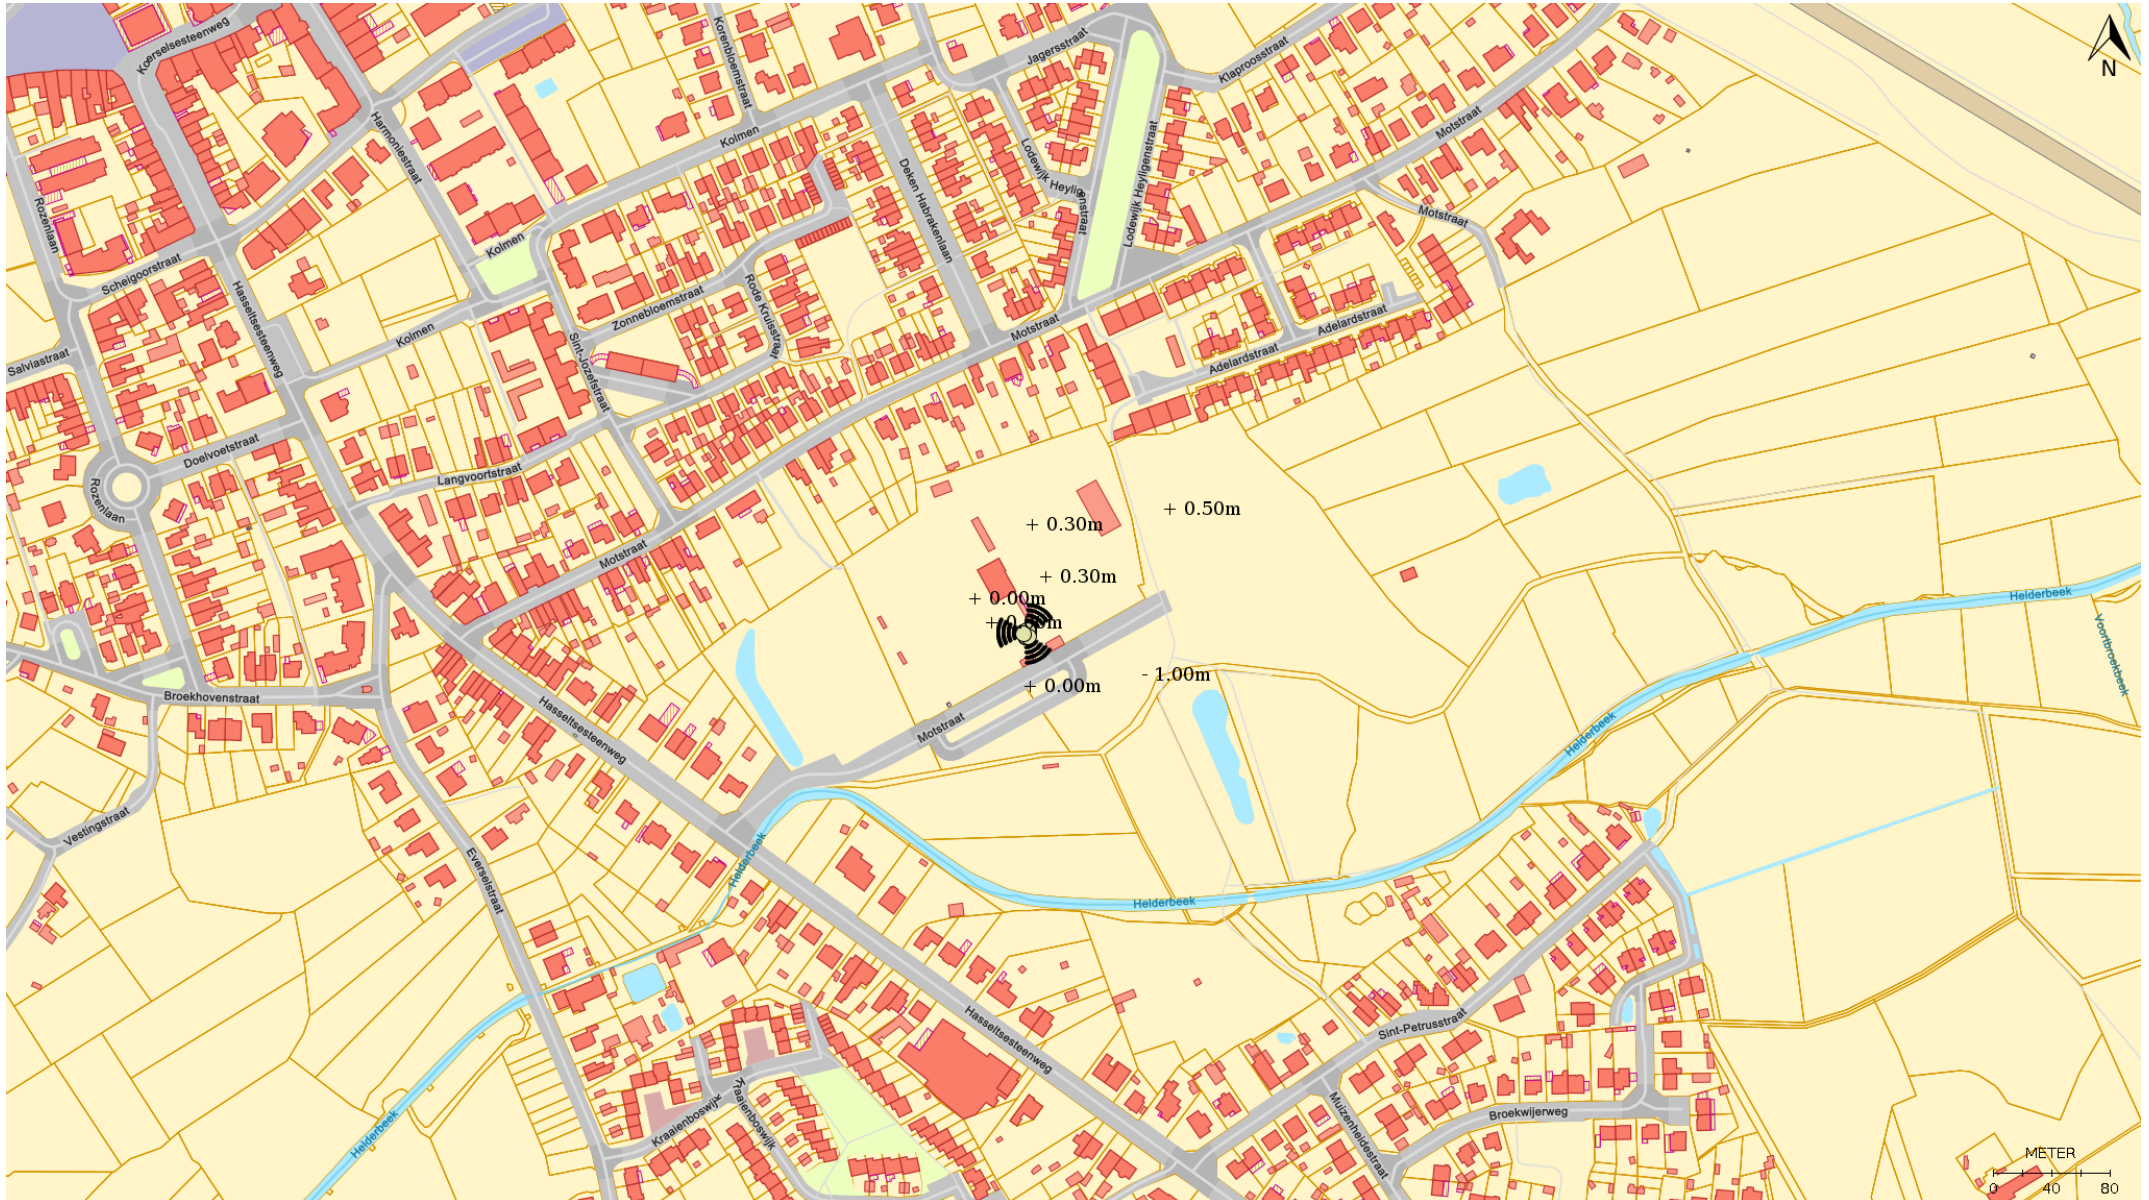 Koerselsesteenweg
Korenbloemstraat
Jagersstraat
Klaproosstraat
N
Harmoniestraat
Kolmen
Motstraat
Lodewijk Heyligenstraat
Lodewijk Heyligenstraat
Deken Habrakenlaan
Rozenlaan
Motstraat
Kolmen
Scheigoorstraat
Hasseltsesteenweg
Zonnebloemstraat
Rode Kruisstraat
Motstraat
Adelardstraat
Kolmen
Sint-Jozefstraat
Salviastraat
Adelardstraat
Doelvoetstraat
Langvoortstraat
Rozenlaan
+ 0.50m
+ 0.30m
Motstraat
+ 0.30m
+ 0.00m
Helderbeek
Voortbroekbeek
- 1.00m
+ 0.00m
Broekhovenstraat
Hasseltsesteenweg
Motstraat
Helderbeek
Vestingstraat
Everselstraat
Helderbeek
Helderbeek
Hasseltsesteenweg
Sint-Petrusstraat
Kraaienboswijk
Kraaienboswijk
Muizenheidestraat
Broekwijerweg
Helderbeek
METER
0 40 80